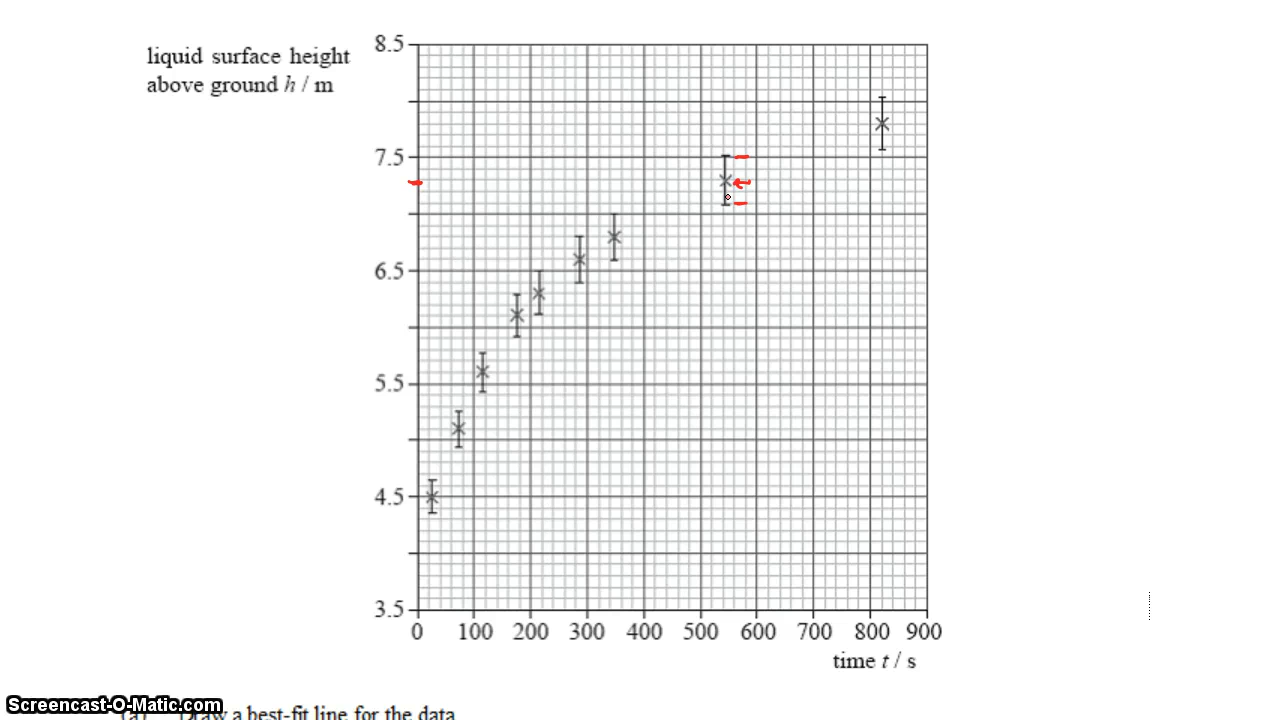 liquid surface height
above ground h / m
8.5
7.5
6.5
5.5
4.5
3.5
0 100 200 300 400 500 600 700 800 900
time t / s
Screencast-O-Matic.com
(a) Draw a best-fit line for the data